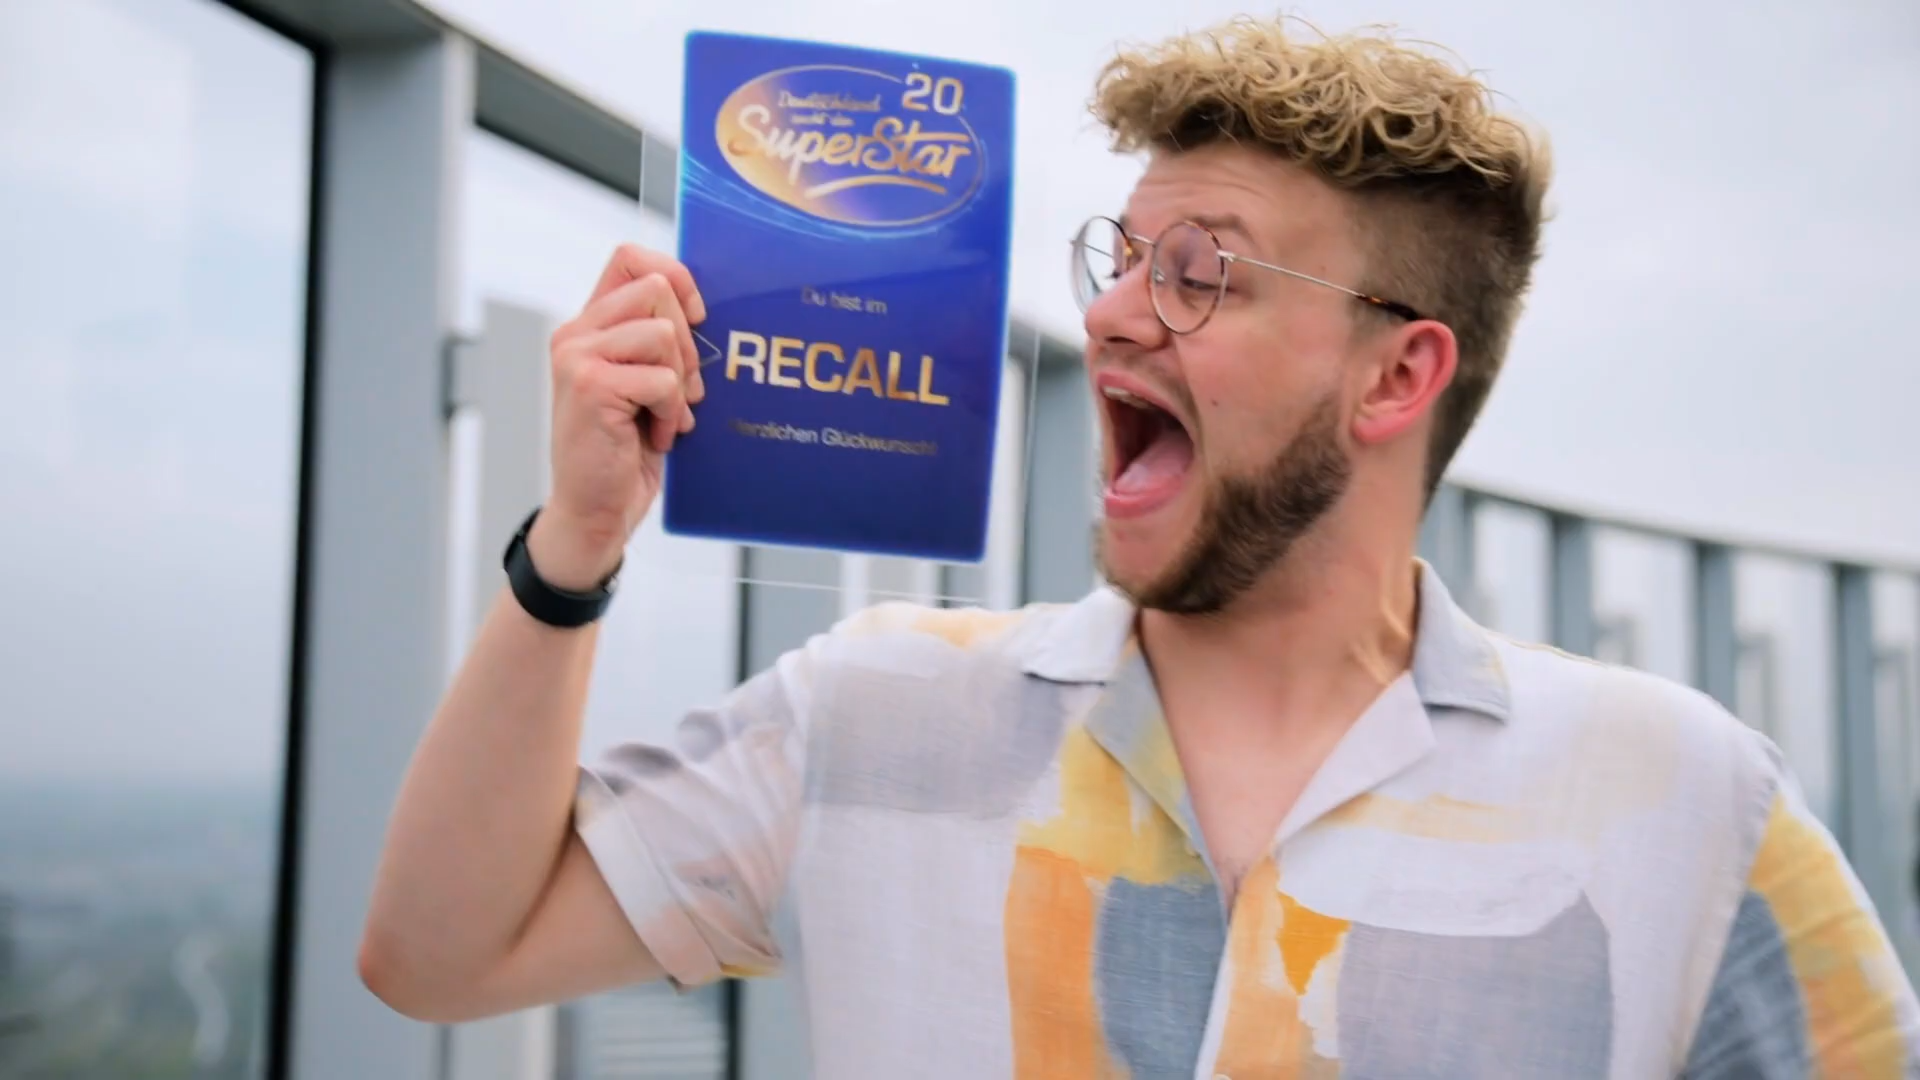 20
Deutschland
sucht den
SuperStar
Du bist im
RECALL
Herzlichen Glückwunsch!